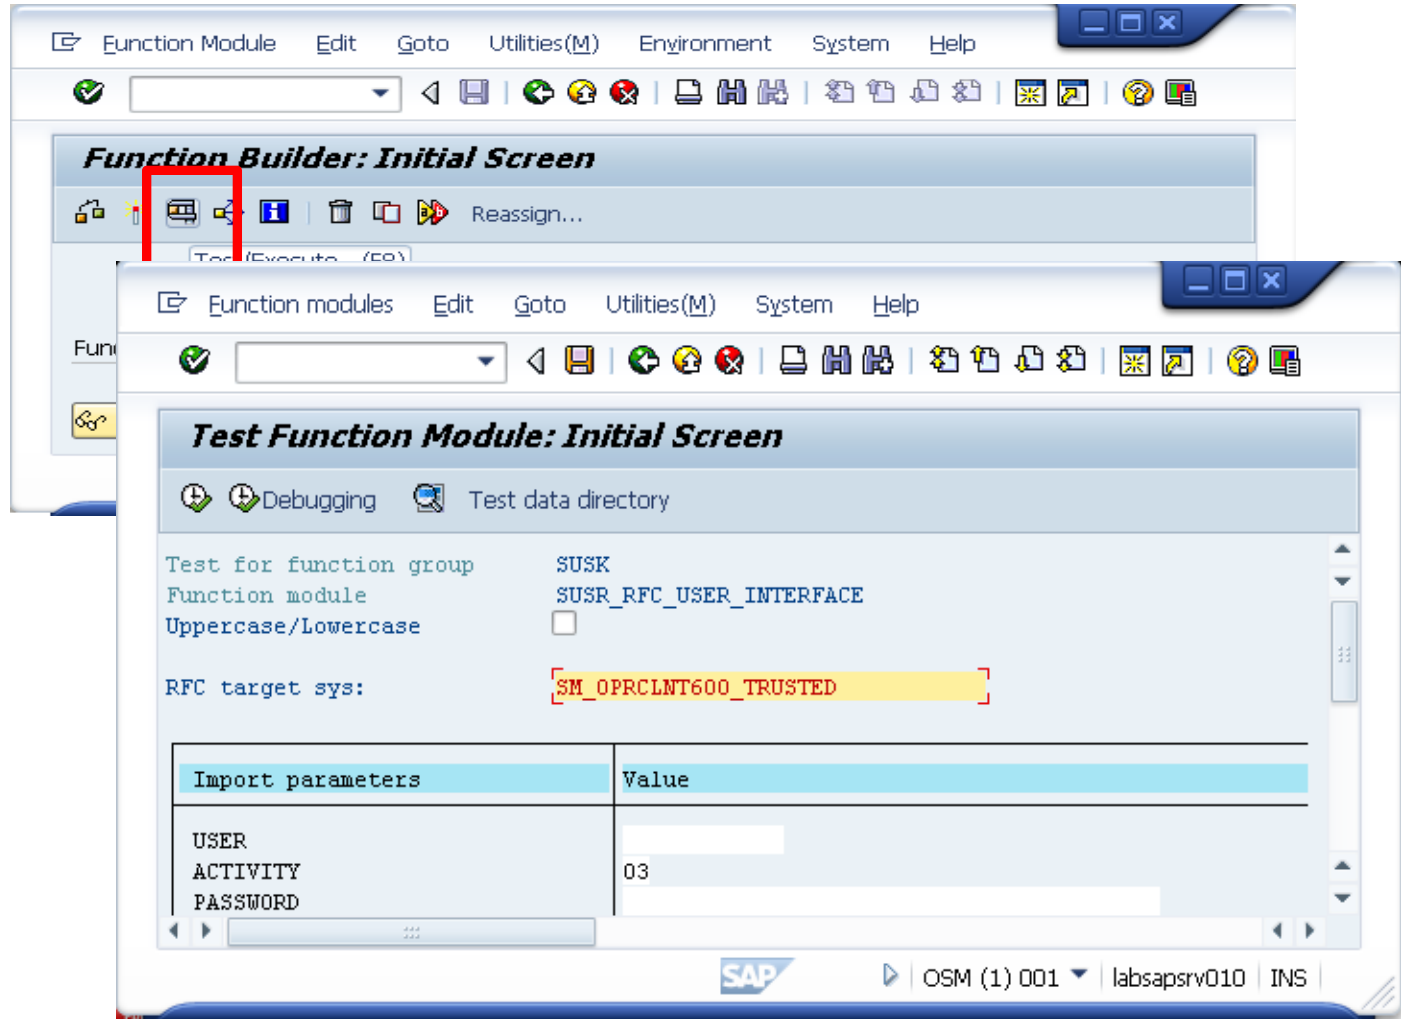 Function Module Edit Goto Utilities(M) Environment System Help
Function Builder: Initial Screen
Reassign...
(F8)
Function modules Edit Goto Utilities(M) System Help
Test Function Module: Initial Screen
Debugging Test data directory
Test for function group SUSK
Function module SUSR_RFC_USER_INTERFACE
Uppercase/Lowercase
RFC target sys: SM_OPRCLNT600_TRUSTED
Import parameters Value
USER
ACTIVITY 03
PASSWORD
SAP OSM (1) 001 labsapsrv010 INS